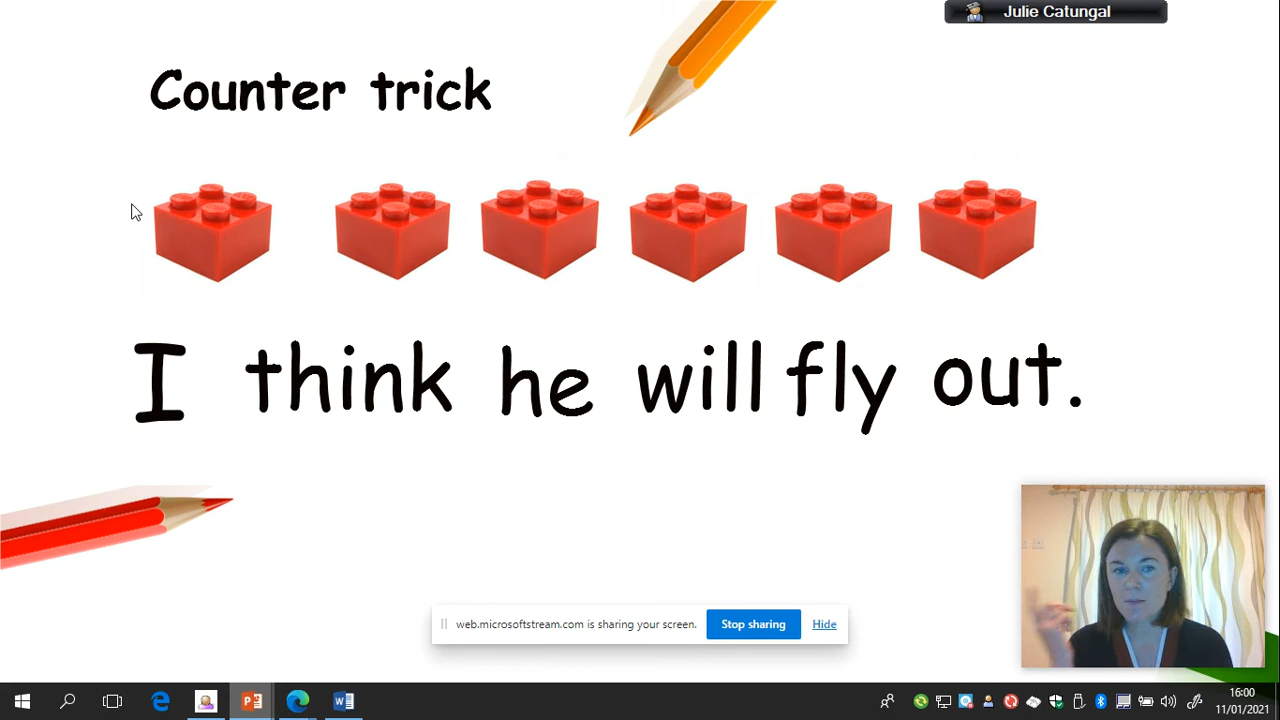 Julie Catungal
Counter trick
I think he will fly out.
web.microsoftstream.com is sharing your screen. Stop sharing Hide
16:00
11/01/2021